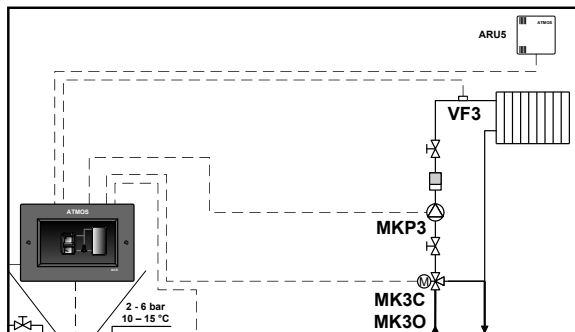 ATMOS
ARU5
VF3
ATMOS
MKP3
M
MK3C
MK3O
2 - 6 bar
10 – 15 °C